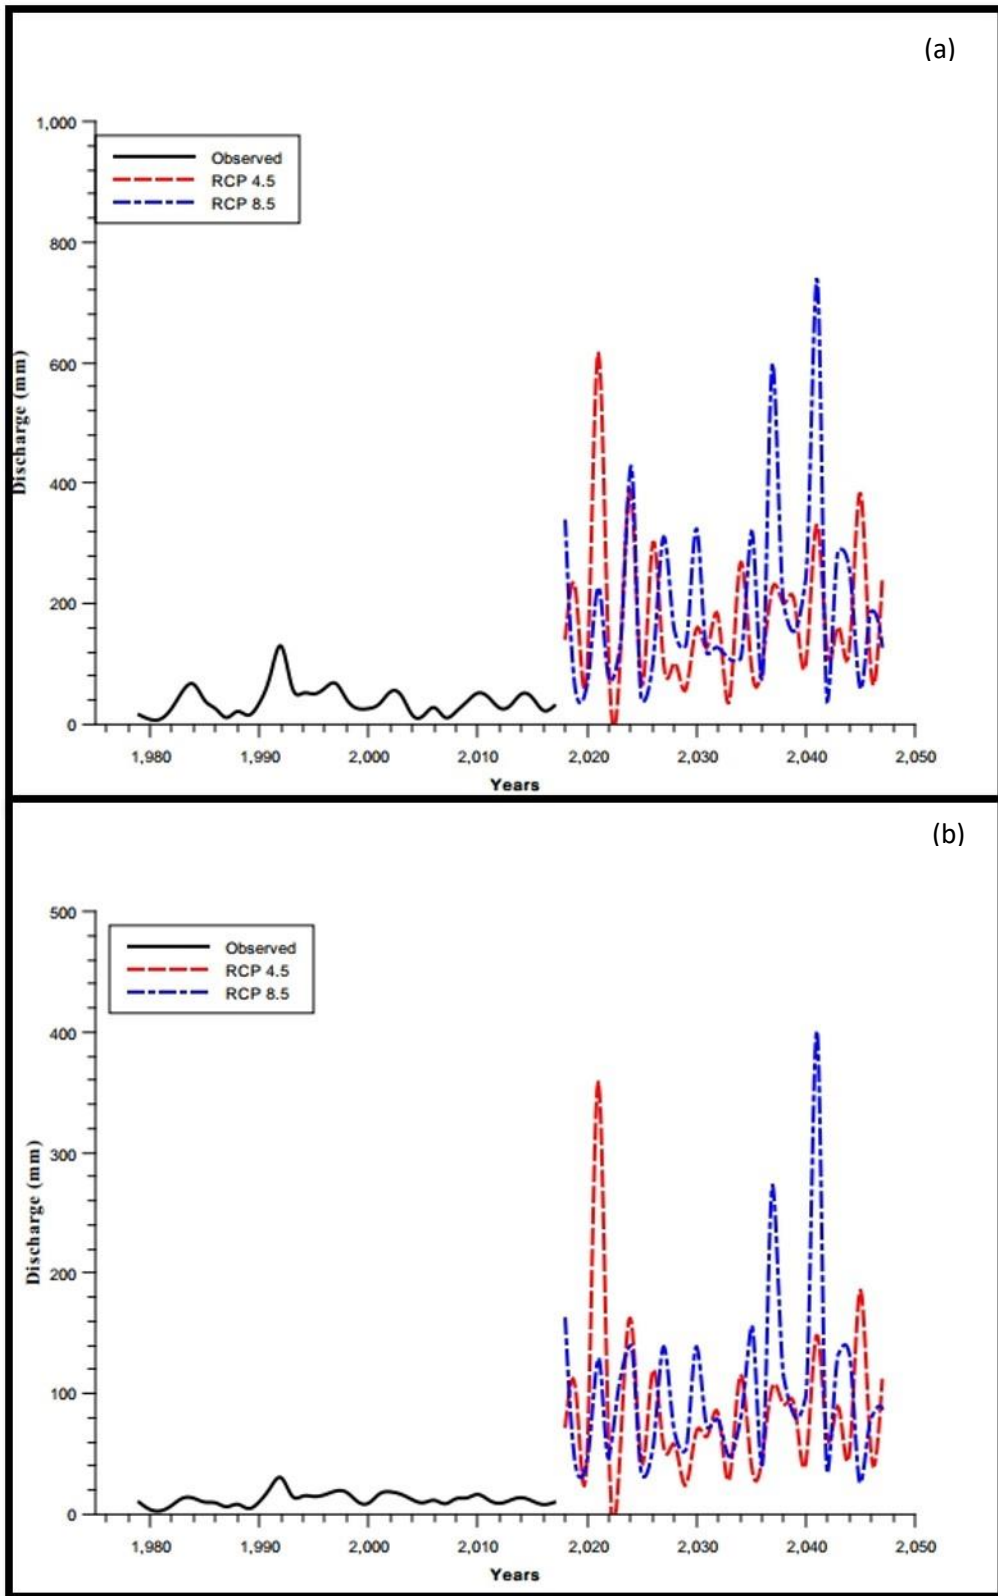 (a)
1,000
800
600
400
200
0
Discharge (mm)
Observed
RCP 4.5
RCP 8.5
1,980 1,990 2,000 2,010 2,020 2,030 2,040 2,050
Years
(b)
500
400
300
200
100
0
Discharge (mm)
Observed
RCP 4.5
RCP 8.5
1,980 1,990 2,000 2,010 2,020 2,030 2,040 2,050
Years